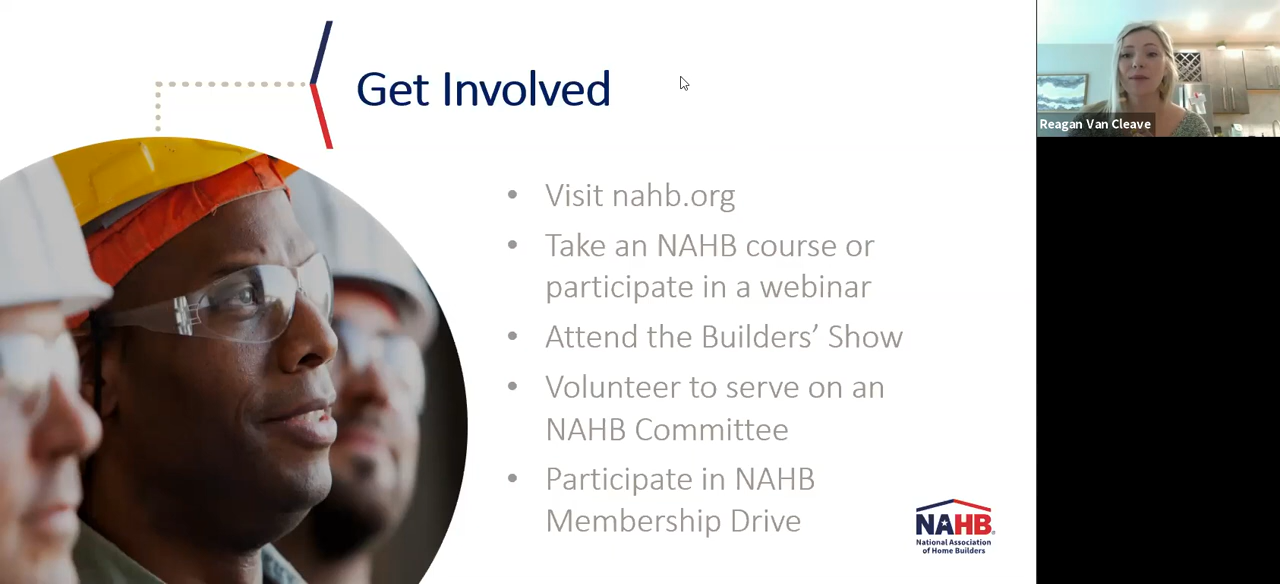 Get Involved
Reagan Van Cleave
• Visit nahb.org
• Take an NAHB course or
participate in a webinar
• Attend the Builders’ Show
• Volunteer to serve on an
NAHB Committee
• Participate in NAHB
Membership Drive
NAHB
National Association
of Home Builders